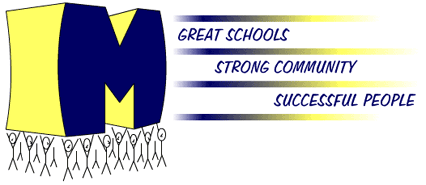 M
GREAT SCHOOLS
STRONG COMMUNITY
SUCCESSFUL PEOPLE